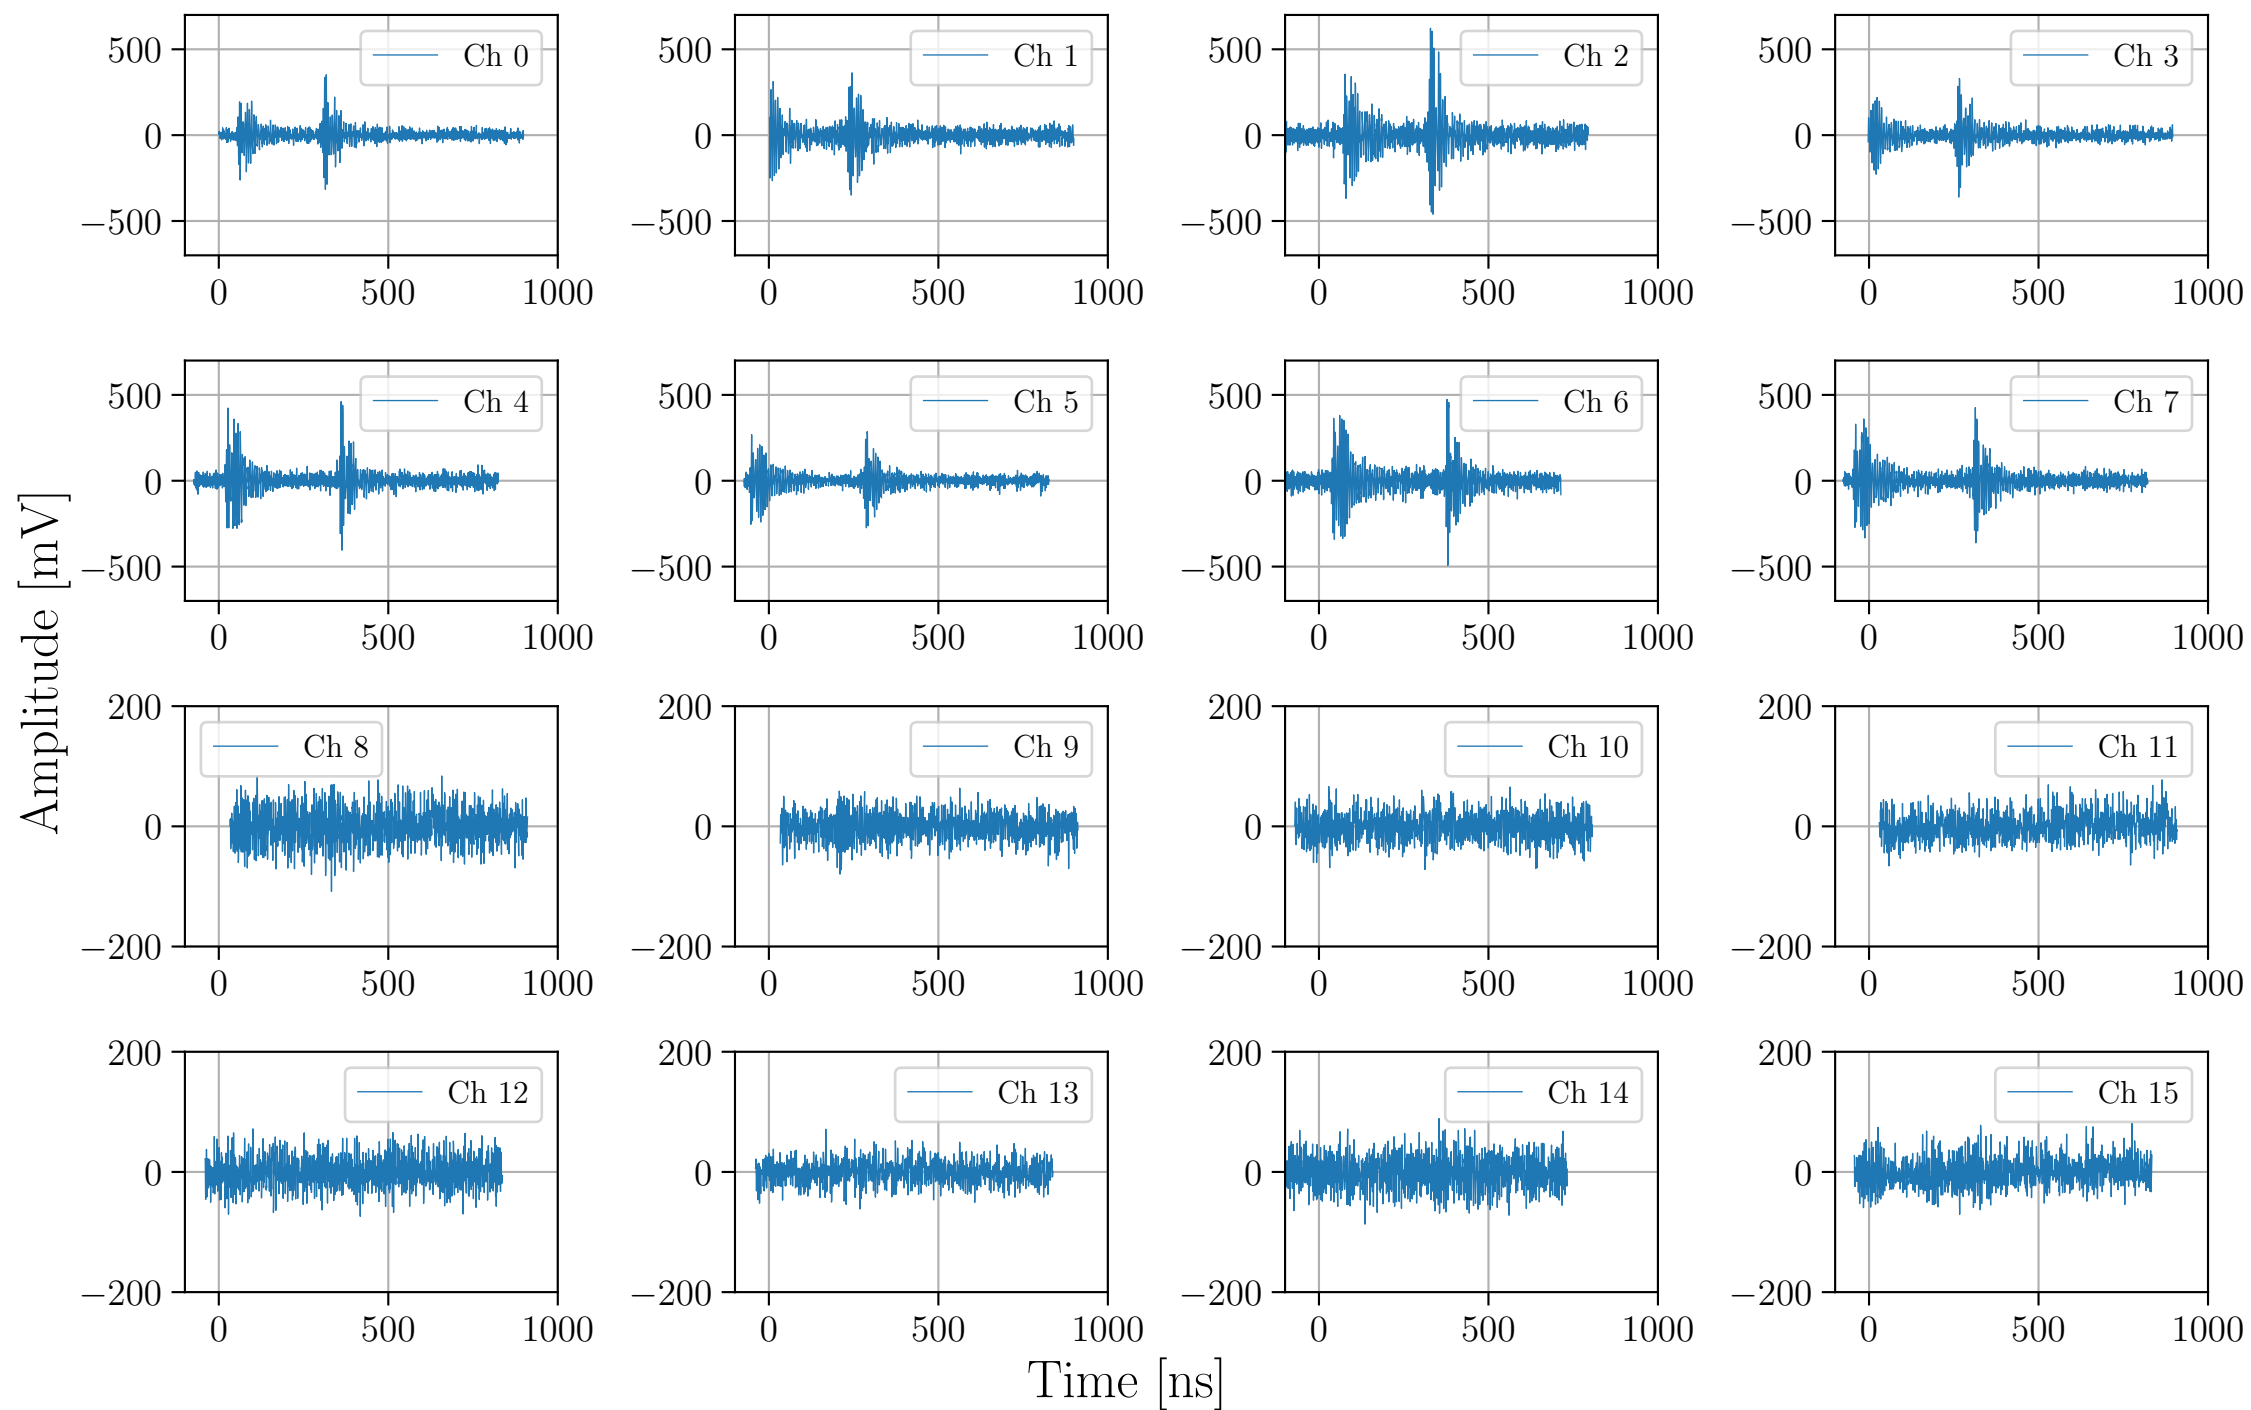 500 0 −500 0 500 1000 Ch 0
500 0 −500 0 500 1000 Ch 1
500 0 −500 0 500 1000 Ch 2
500 0 −500 0 500 1000 Ch 3
500 0 −500 0 500 1000 Ch 4
500 0 −500 0 500 1000 Ch 5
500 0 −500 0 500 1000 Ch 6
500 0 −500 0 500 1000 Ch 7
200 0 −200 0 500 1000 Ch 8
200 0 −200 0 500 1000 Ch 9
200 0 −200 0 500 1000 Ch 10
200 0 −200 0 500 1000 Ch 11
200 0 −200 0 500 1000 Ch 12
200 0 −200 0 500 1000 Ch 13
200 0 −200 0 500 1000 Ch 14
200 0 −200 0 500 1000 Ch 15
Amplitude [mV]
Time [ns]